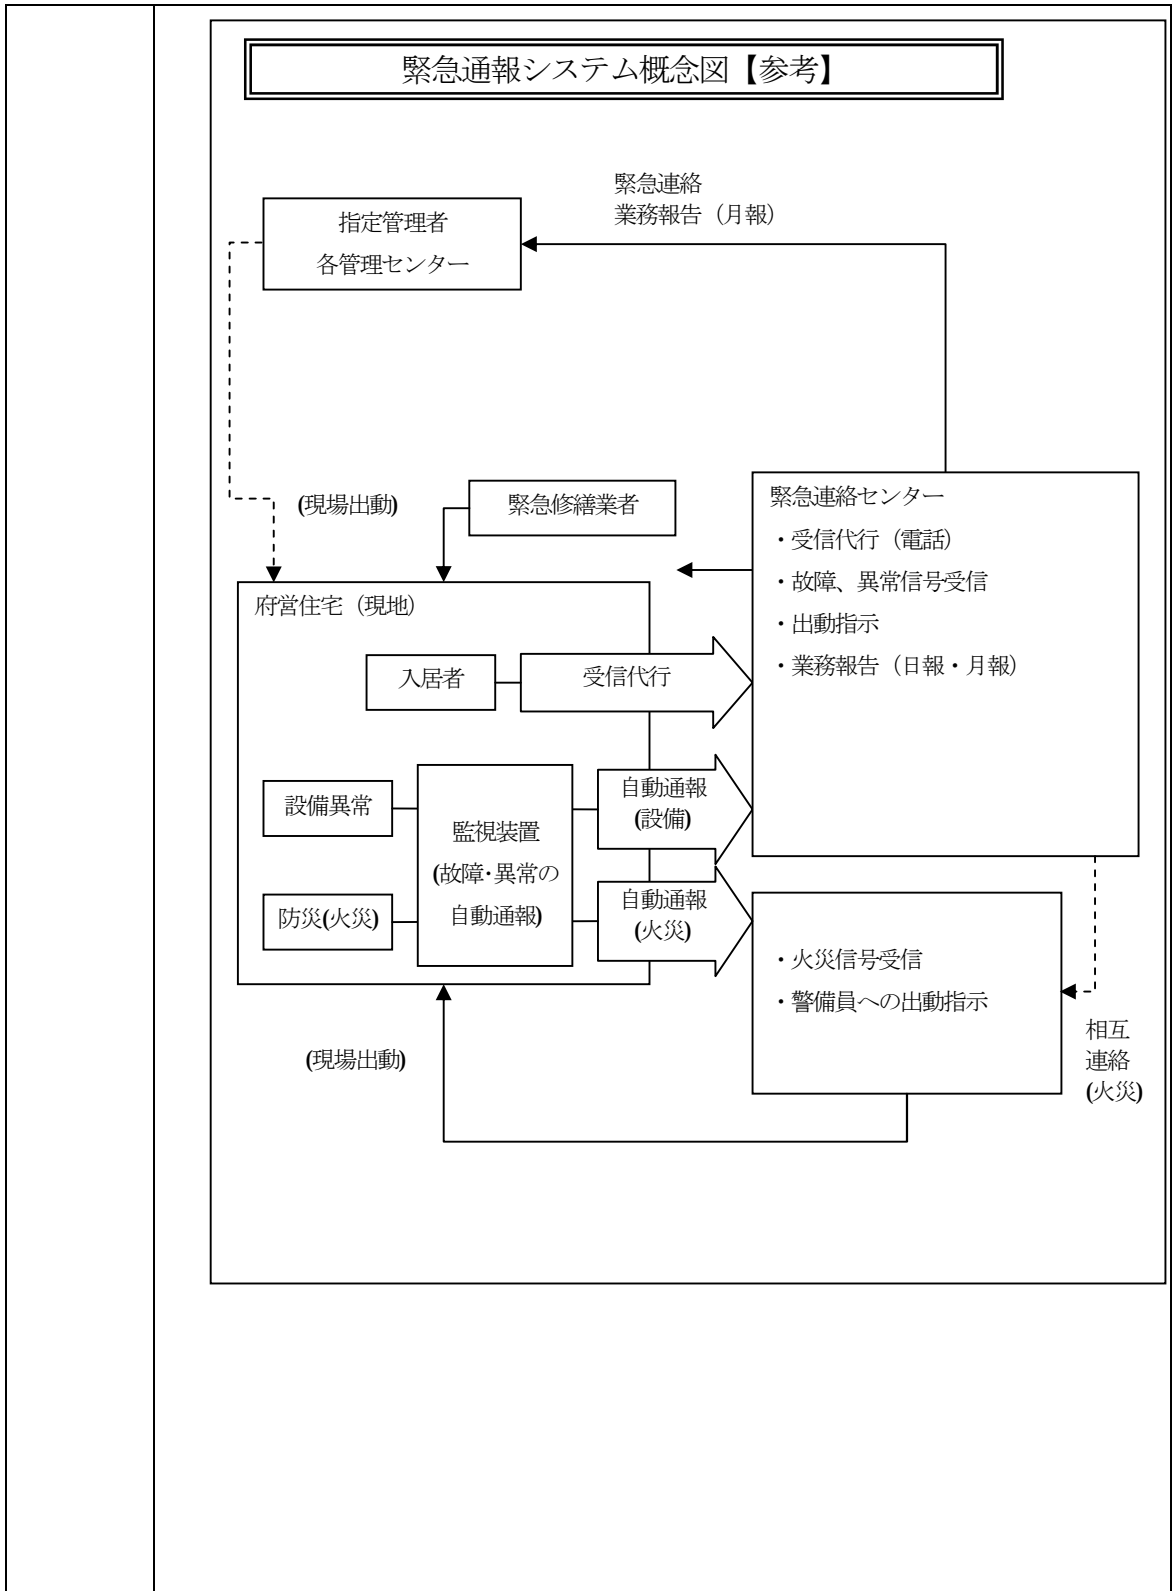 緊急通報システム概念図【参考】
緊急連絡
業務報告（月報）
指定管理者
各管理センター
(現場出動)
緊急修繕業者
緊急連絡センター
・受信代行（電話）
・故障、異常信号受信
・出動指示
・業務報告（日報・月報）
府営住宅（現地）
入居者
受信代行
設備異常
監視装置
(故障･異常の
自動通報)
自動通報
(設備)
防災(火災)
自動通報
(火災)
・火災信号受信
・警備員への出動指示
相互
連絡
(火災)
(現場出動)